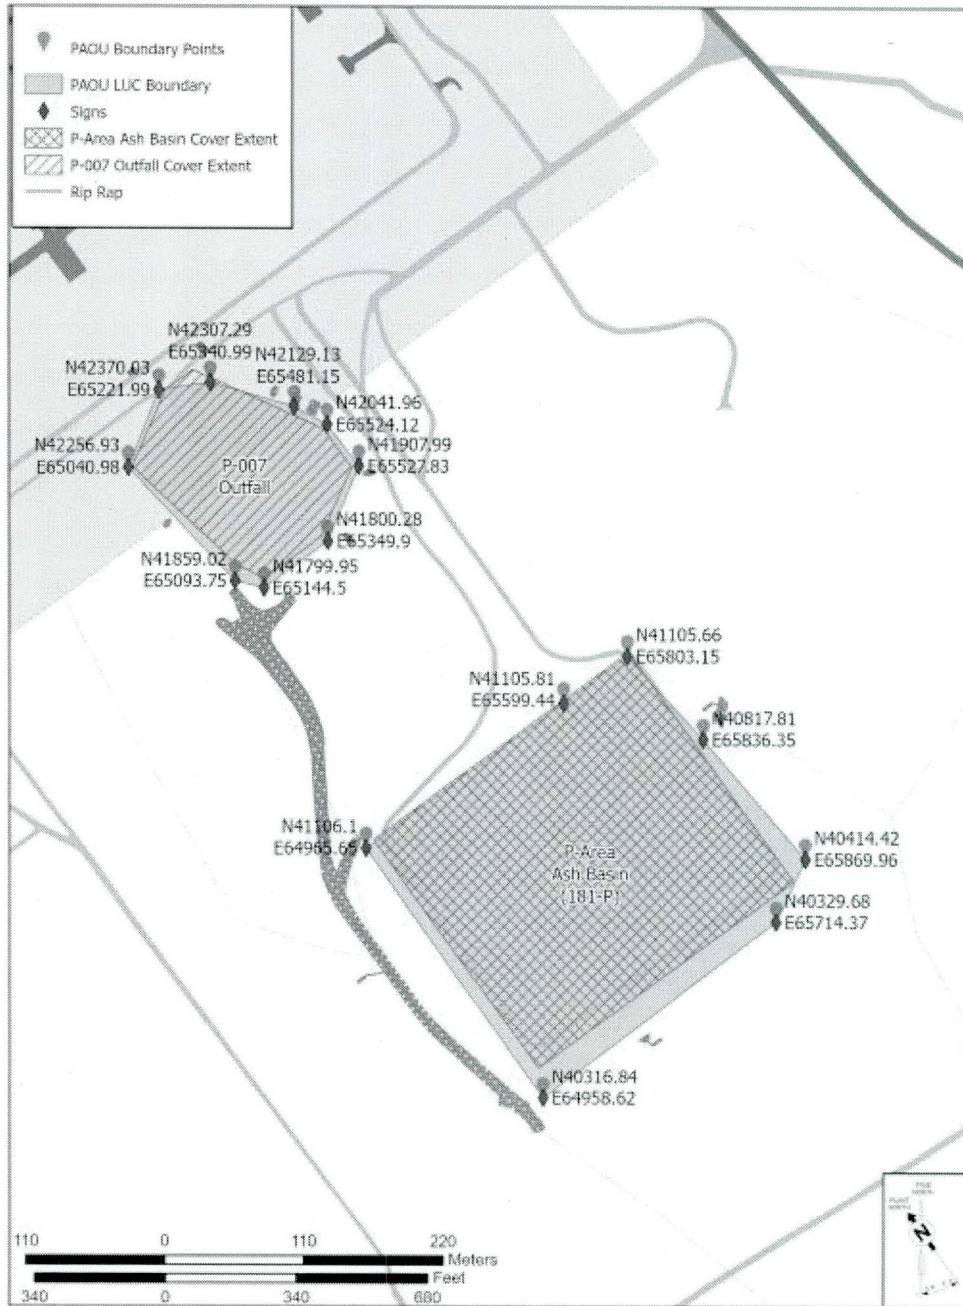 PAOU Boundary Points
PAOU LUC Boundary
Signs
P-Area Ash Basin Cover Extent
P-007 Outfall Cover Extent
Rip Rap
N42307.29
E65340.99
N42129.13
E65481.15
N42370.03
E65221.99
N42041.96
E65524.12
N42256.93
E65040.98
N41907.99
E65527.83
P-007
Outfall
N41800.28
E65349.9
N41859.02
E65093.75
N41799.95
E65144.5
N41105.66
E65803.15
N41105.81
E65599.44
N40817.81
E65836.35
N41106.1
E64965.65
N40414.42
E65869.96
P-Area
Ash Basin
(181-P)
N40329.68
E65714.37
N40316.84
E64958.62
TRUE
NORTH
PLANT
NORTH
N
110 0 110 220
Meters
Feet
340 0 340 680